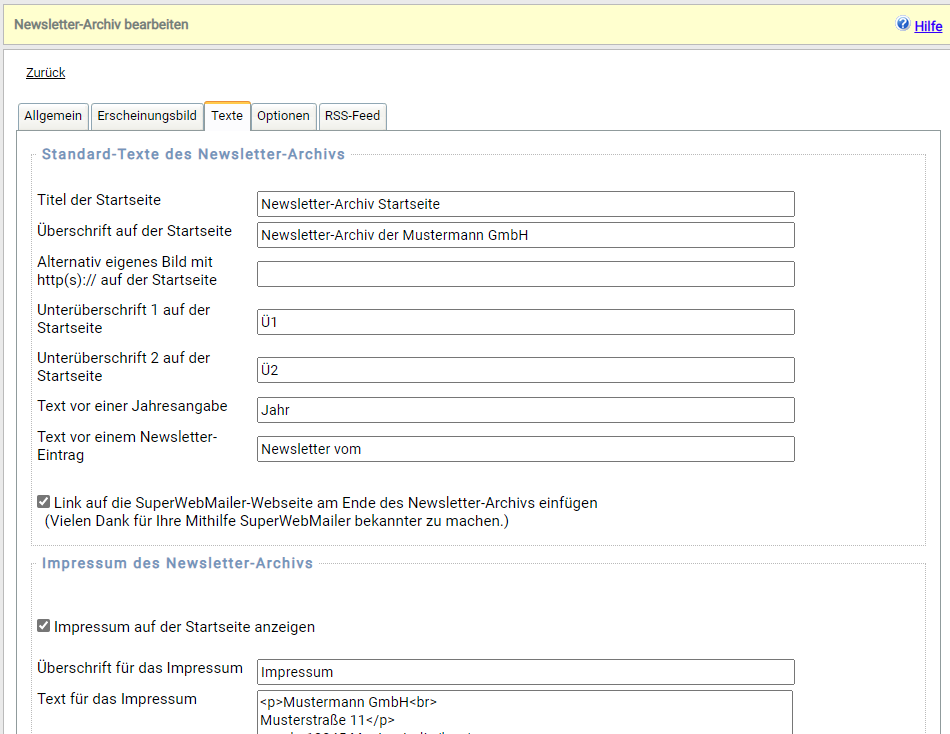 Newsletter-Archiv bearbeiten
Hilfe
Zurück
Allgemein Erscheinungsbild Texte Optionen RSS-Feed
Standard-Texte des Newsletter-Archivs
Titel der Startseite
Newsletter-Archiv Startseite
Überschrift auf der Startseite
Newsletter-Archiv der Mustermann GmbH
Alternativ eigenes Bild mit
http(s):// auf der Startseite
Unterüberschrift 1 auf der
Startseite
Ü1
Unterüberschrift 2 auf der
Startseite
Ü2
Text vor einer Jahresangabe
Jahr
Text vor einem Newsletter-
Eintrag
Newsletter vom
Link auf die SuperWebMailer-Webseite am Ende des Newsletter-Archivs einfügen
(Vielen Dank für Ihre Mithilfe SuperWebMailer bekannter zu machen.)
Impressum des Newsletter-Archivs
Impressum auf der Startseite anzeigen
Überschrift für das Impressum
Impressum
Text für das Impressum
<p>Mustermann GmbH<br>
Musterstraße 11</p>